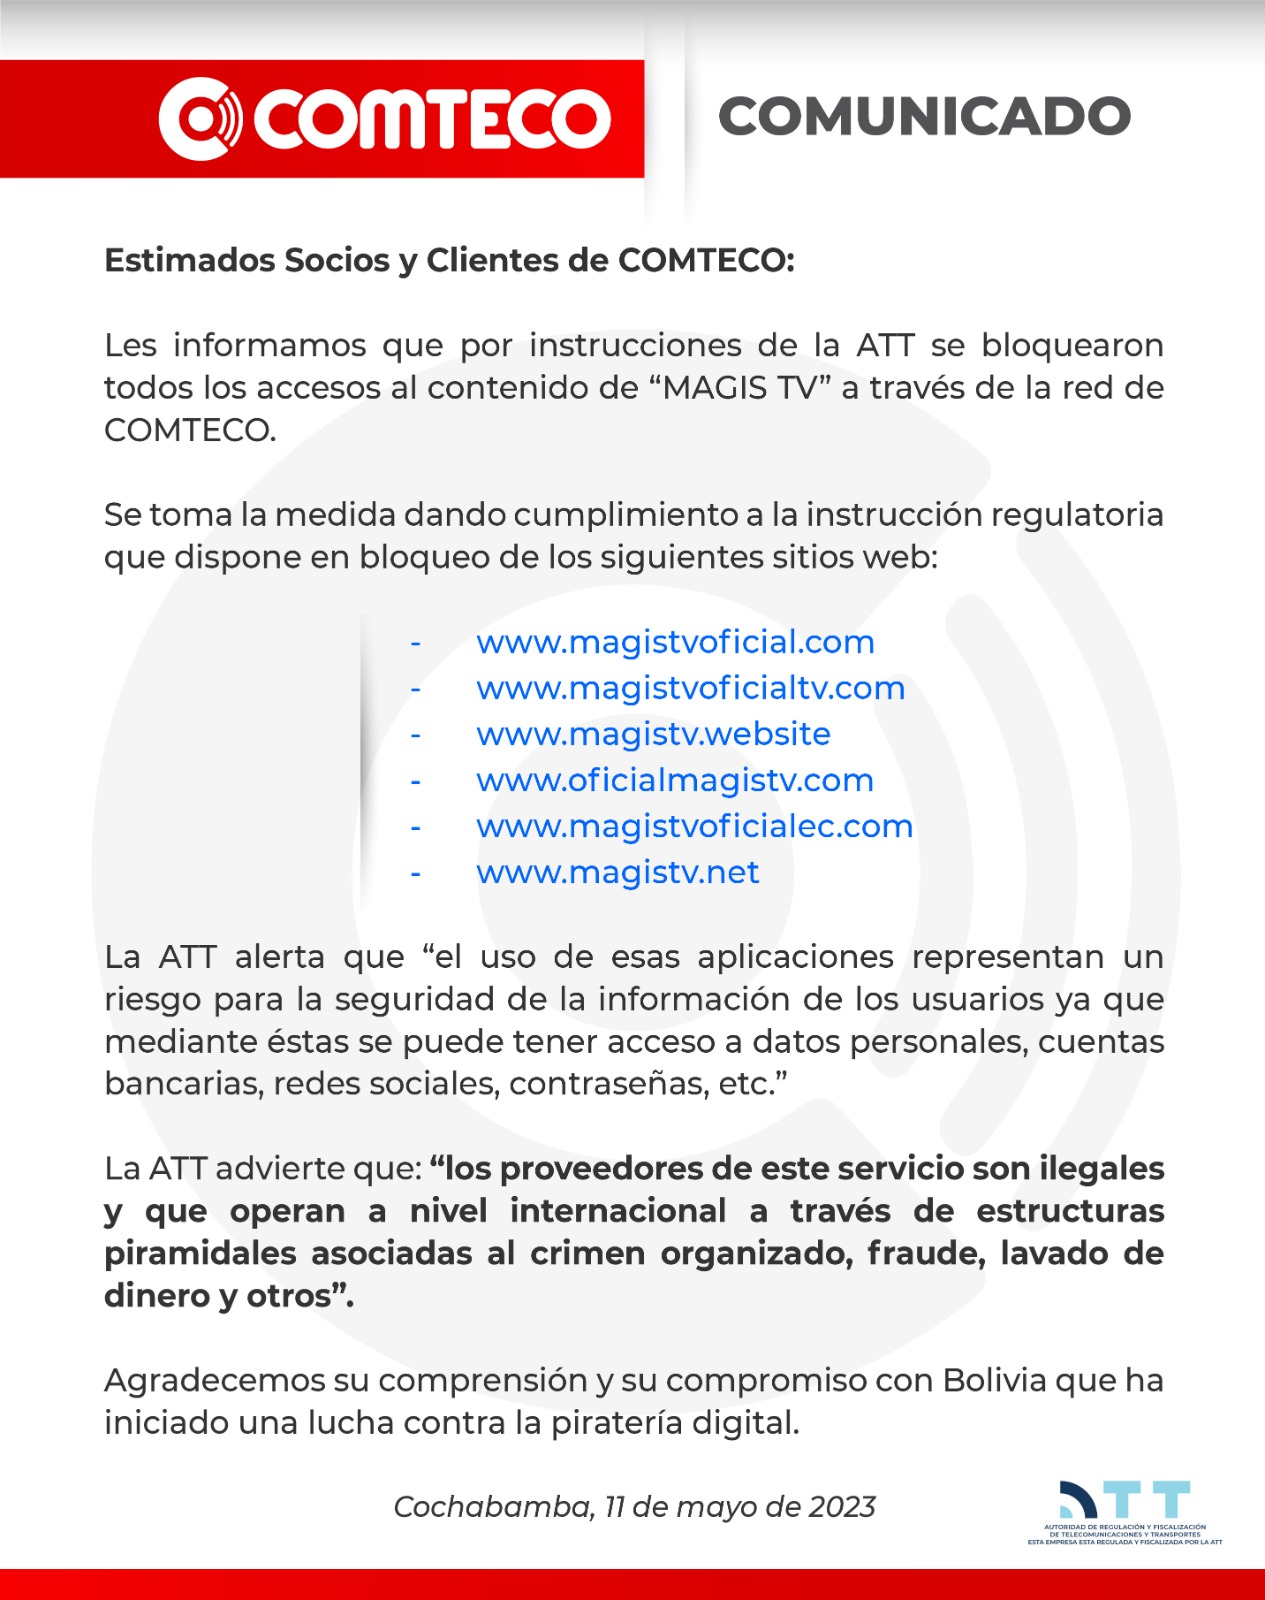 COMTECO
COMUNICADO
Estimados Socios y Clientes de COMTECO:
Les informamos que por instrucciones de la ATT se bloquearon
todos los accesos al contenido de “MAGIS TV” a través de la red de
COMTECO.
Se toma la medida dando cumplimiento a la instrucción regulatoria
que dispone en bloqueo de los siguientes sitios web:
- www.magistvoficial.com
- www.magistvoficialtv.com
- www.magistv.website
- www.oficialmagistv.com
- www.magistvoficialec.com
- www.magistv.net
La ATT alerta que “el uso de esas aplicaciones representan un
riesgo para la seguridad de la información de los usuarios ya que
mediante éstas se puede tener acceso a datos personales, cuentas
bancarias, redes sociales, contraseñas, etc.”
La ATT advierte que: “los proveedores de este servicio son ilegales
y que operan a nivel internacional a través de estructuras
piramidales asociadas al crimen organizado, fraude, lavado de
dinero y otros”.
Agradecemos su comprensión y su compromiso con Bolivia que ha
iniciado una lucha contra la piratería digital.
Cochabamba, 11 de mayo de 2023
ATT
AUTORIDAD DE REGULACIÓN Y FISCALIZACIÓN
DE TELECOMUNICACIONES Y TRANSPORTES
ESTA EMPRESA ESTA REGULADA Y FISCALIZADA POR LA ATT